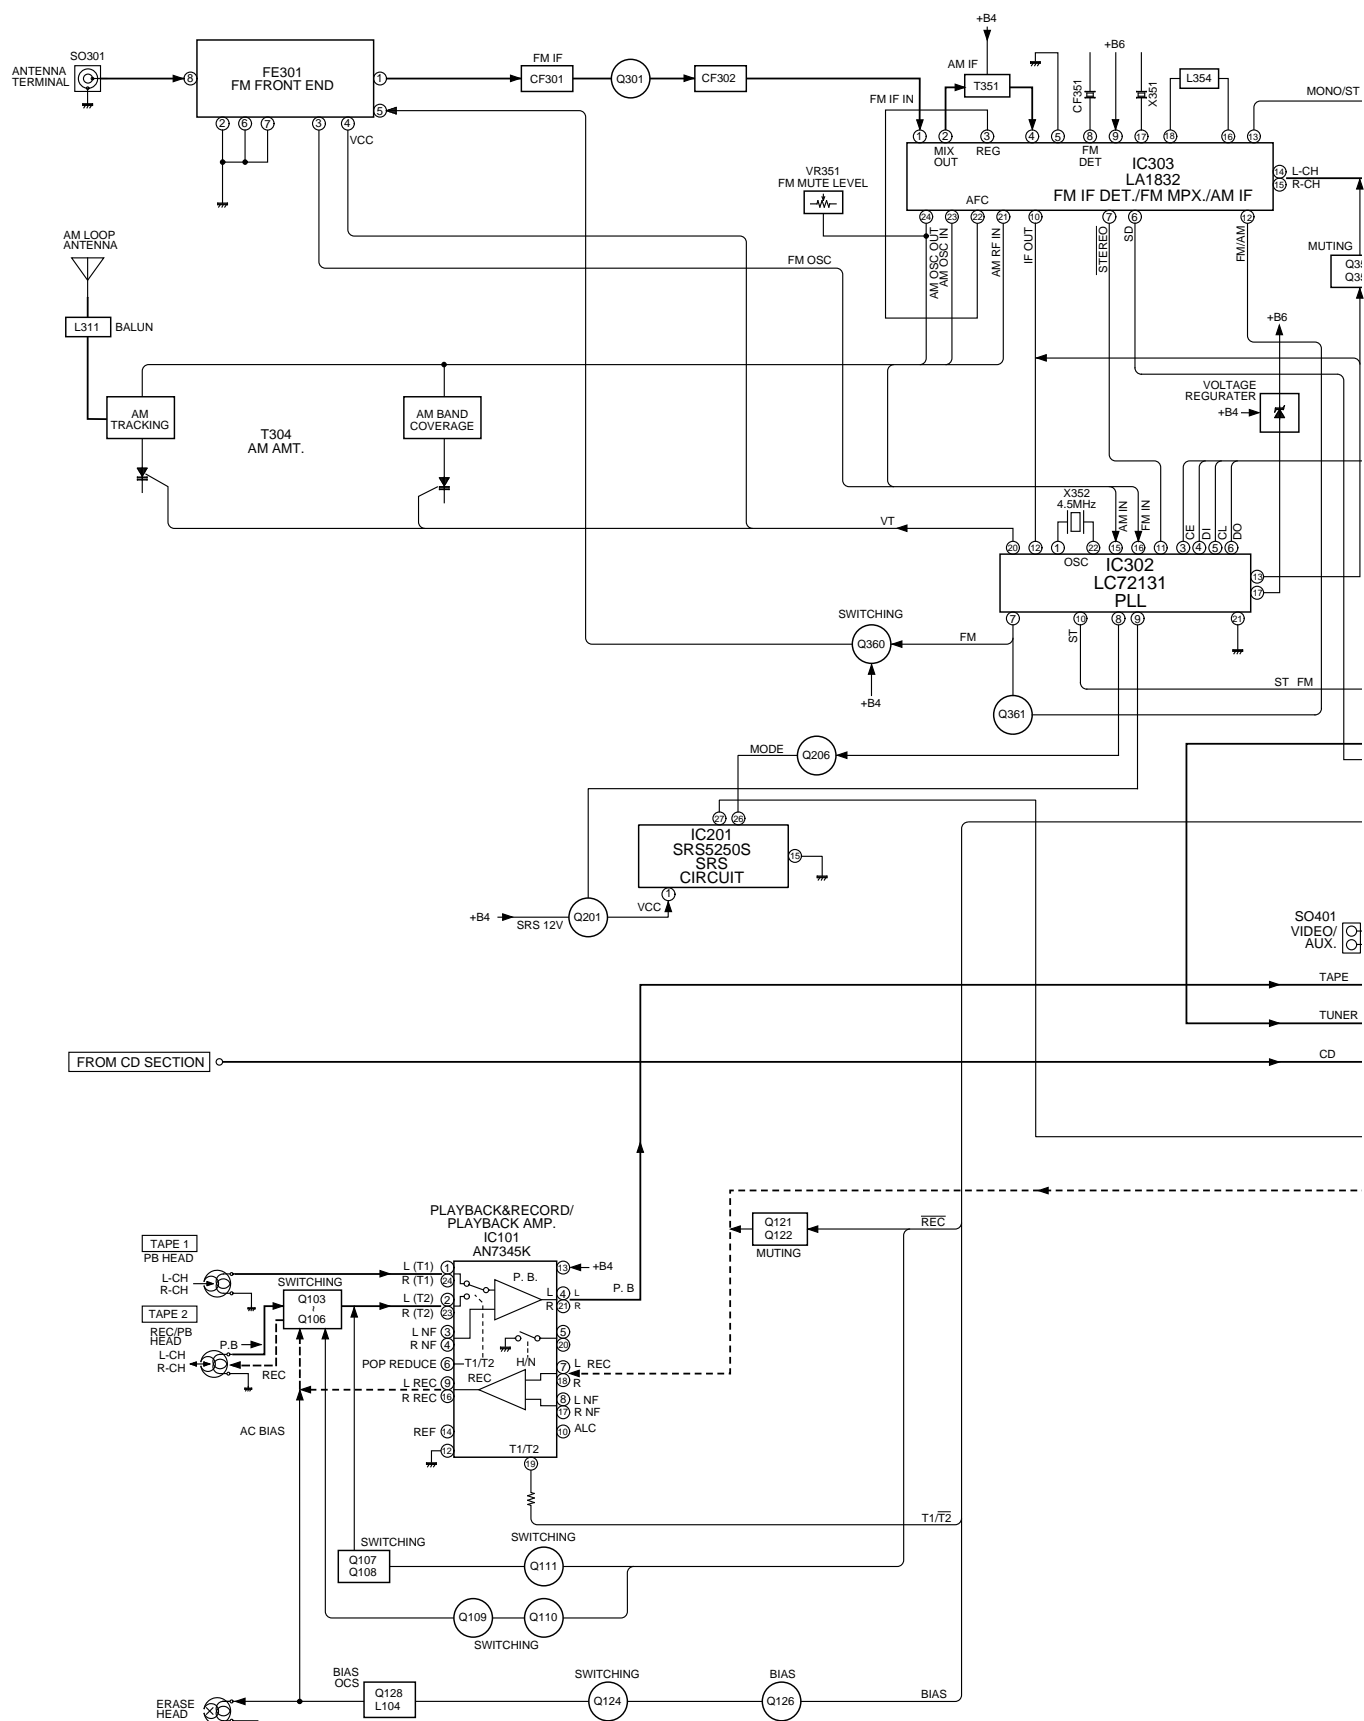 SO301
ANTENNA
TERMINAL
8
FE301
FM FRONT END
1
5
2
6
7
3
4
VCC
FM IF
CF301
Q301
CF302
+B4
AM IF
T351
FM IF IN
CF351
+B6
X351
L354
MONO/ST
1
2
3
4
5
8
9
17
18
16
13
MIX
OUT
REG
FM
DET
IC303
LA1832
FM IF DET./FM MPX./AM IF
AFC
14
L-CH
15
R-CH
VR351
FM MUTE LEVEL
24
23
22
21
10
7
6
12
AM OSC OUT
AM OSC IN
AM RF IN
IF OUT
STEREO
SD
FM/AM
MUTING
Q35
Q35
AM LOOP
ANTENNA
FM OSC
L311
BALUN
+B6
VOLTAGE
REGURATER
+B4
AM
TRACKING
T304
AM AMT.
AM BAND
COVERAGE
X352
4.5MHz
AM IN
FM IN
CE
DI
CL
DO
VT
20
12
1
22
15
16
11
3
4
5
6
OSC
IC302
LC72131
PLL
13
17
7
10
8
9
21
SWITCHING
Q360
FM
ST
+B4
ST FM
Q361
MODE
Q206
27
26
IC201
SRS5250S
SRS
CIRCUIT
15
1
VCC
+B4
SRS 12V
Q201
SO401
VIDEO/
AUX.
TAPE
TUNER
FROM CD SECTION
CD
PLAYBACK&RECORD/
PLAYBACK AMP.
IC101
AN7345K
Q121
Q122
MUTING
REC
TAPE 1
PB HEAD
L-CH
R-CH
TAPE 2
REC/PB
HEAD
L-CH
R-CH
P.B
REC
SWITCHING
Q103
~
Q106
L (T1)
1
R (T1)
24
L (T2)
2
R (T2)
23
L NF
3
R NF
4
POP REDUCE
6
T1/T2
L REC
9
REC
R REC
16
REF
14
12
P. B.
13
+B4
L
4
L
R
21
R
P. B
5
20
H/N
7
L REC
18
R
8
L NF
17
R NF
10
ALC
T1/T2
19
AC BIAS
T1/T2
SWITCHING
Q107
Q108
SWITCHING
Q111
Q109
Q110
SWITCHING
BIAS
OCS
Q128
L104
SWITCHING
Q124
BIAS
Q126
BIAS
ERASE
HEAD